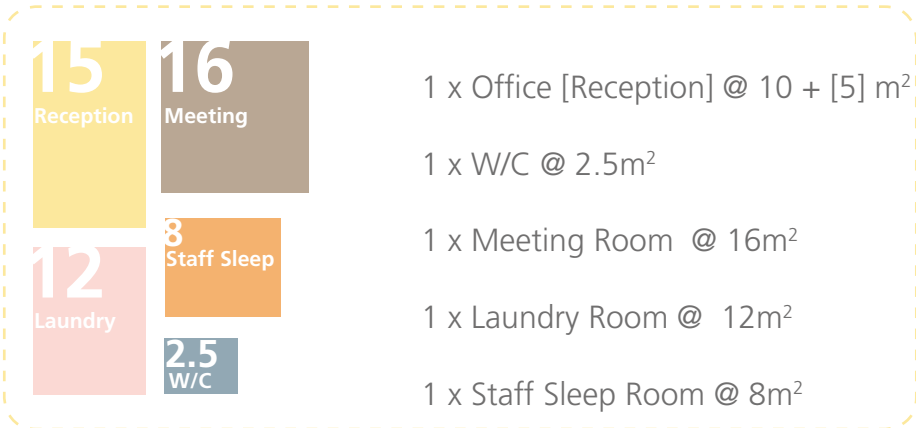 15
Reception
16
Meeting
12
Laundry
8
Staff Sleep
2.5
W/C
1 x Office [Reception] @ 10 + [5] m²
1 x W/C @ 2.5m²
1 x Meeting Room @ 16m²
1 x Laundry Room @ 12m²
1 x Staff Sleep Room @ 8m²